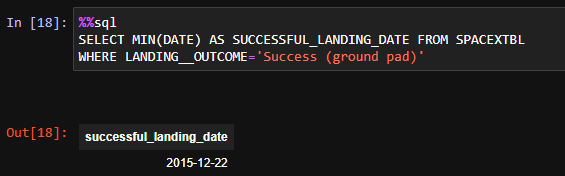 In [18]: %%sql
SELECT MIN(DATE) AS SUCCESSFUL_LANDING_DATE FROM SPACEXTBL
WHERE LANDING__OUTCOME='Success (ground pad)'
Out[18]: successful_landing_date
2015-12-22